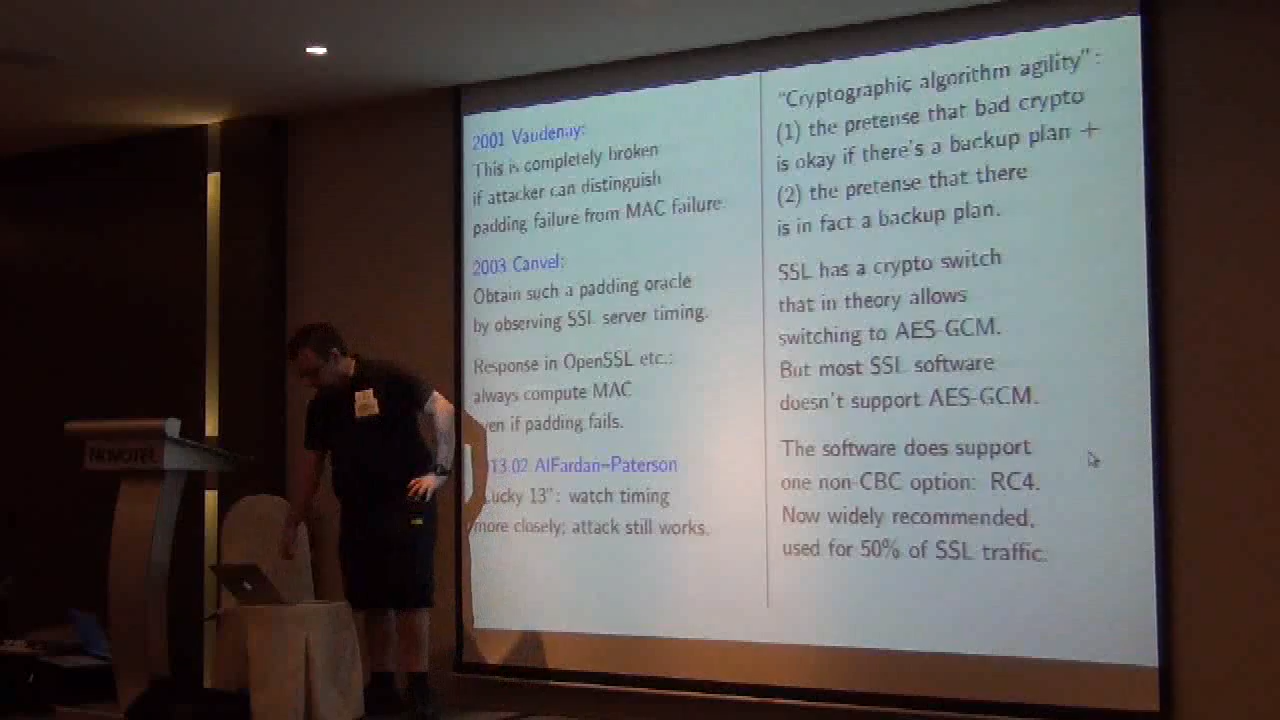 2001 Vaudenay:
This is completely broken
if attacker can distinguish
padding failure from MAC failure.
2003 Canvel:
Obtain such a padding oracle
by observing SSL server timing.
Response in OpenSSL etc.:
always compute MAC
en if padding fails.
13.02 AlFardan–Paterson
ucky 13": watch timing
more closely; attack still works.
"Cryptographic algorithm agility":
(1) the pretense that bad crypto
is okay if there's a backup plan +
(2) the pretense that there
is in fact a backup plan.
SSL has a crypto switch
that in theory allows
switching to AES-GCM.
But most SSL software
doesn't support AES-GCM.
The software does support
one non-CBC option: RC4.
Now widely recommended,
used for 50% of SSL traffic.
NOVOTEL